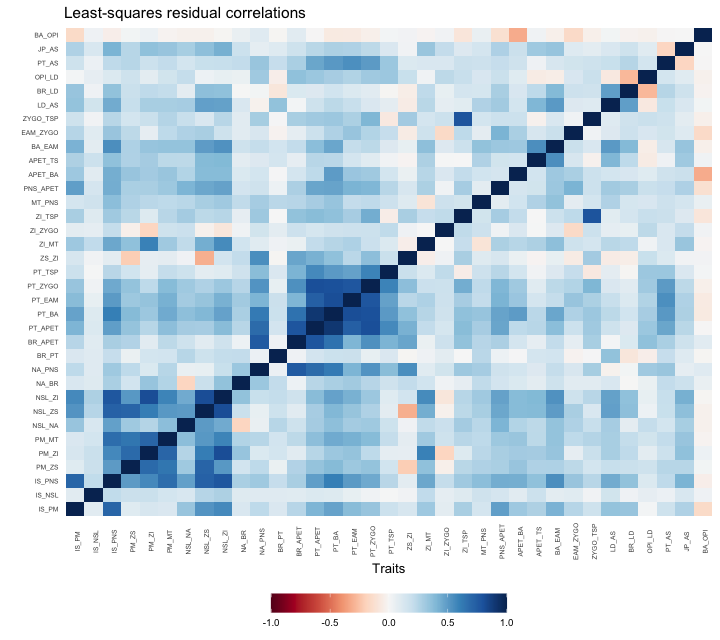 Least-squares residual correlations
BA_OPI
JP_AS
PT_AS
OPI_LD
BR_LD
LD_AS
ZYGO_TSP
EAM_ZYGO
BA_EAM
APET_TS
APET_BA
PNS_APET
MT_PNS
ZI_TSP
ZI_ZYGO
ZI_MT
ZS_ZI
PT_TSP
PT_ZYGO
PT_EAM
PT_BA
PT_APET
BR_APET
BR_PT
NA_PNS
NA_BR
NSL_ZI
NSL_ZS
NSL_NA
PM_MT
PM_ZI
PM_ZS
IS_PNS
IS_NSL
IS_PM
IS_PM IS_NSL IS_PNS PM_ZS PM_ZI PM_MT NSL_NA NSL_ZS NSL_ZI NA_BR NA_PNS BR_PT BR_APET PT_APET PT_BA PT_EAM PT_ZYGO PT_TSP ZS_ZI ZI_MT ZI_ZYGO ZI_TSP MT_PNS PNS_APET APET_BA APET_TS BA_EAM EAM_ZYGO ZYGO_TSP LD_AS BR_LD OPI_LD PT_AS JP_AS BA_OPI
Traits
-1.0 -0.5 0.0 0.5 1.0